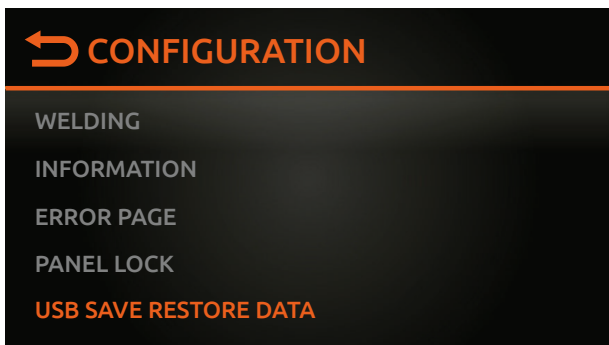 CONFIGURATION
WELDING
INFORMATION
ERROR PAGE
PANEL LOCK
USB SAVE RESTORE DATA